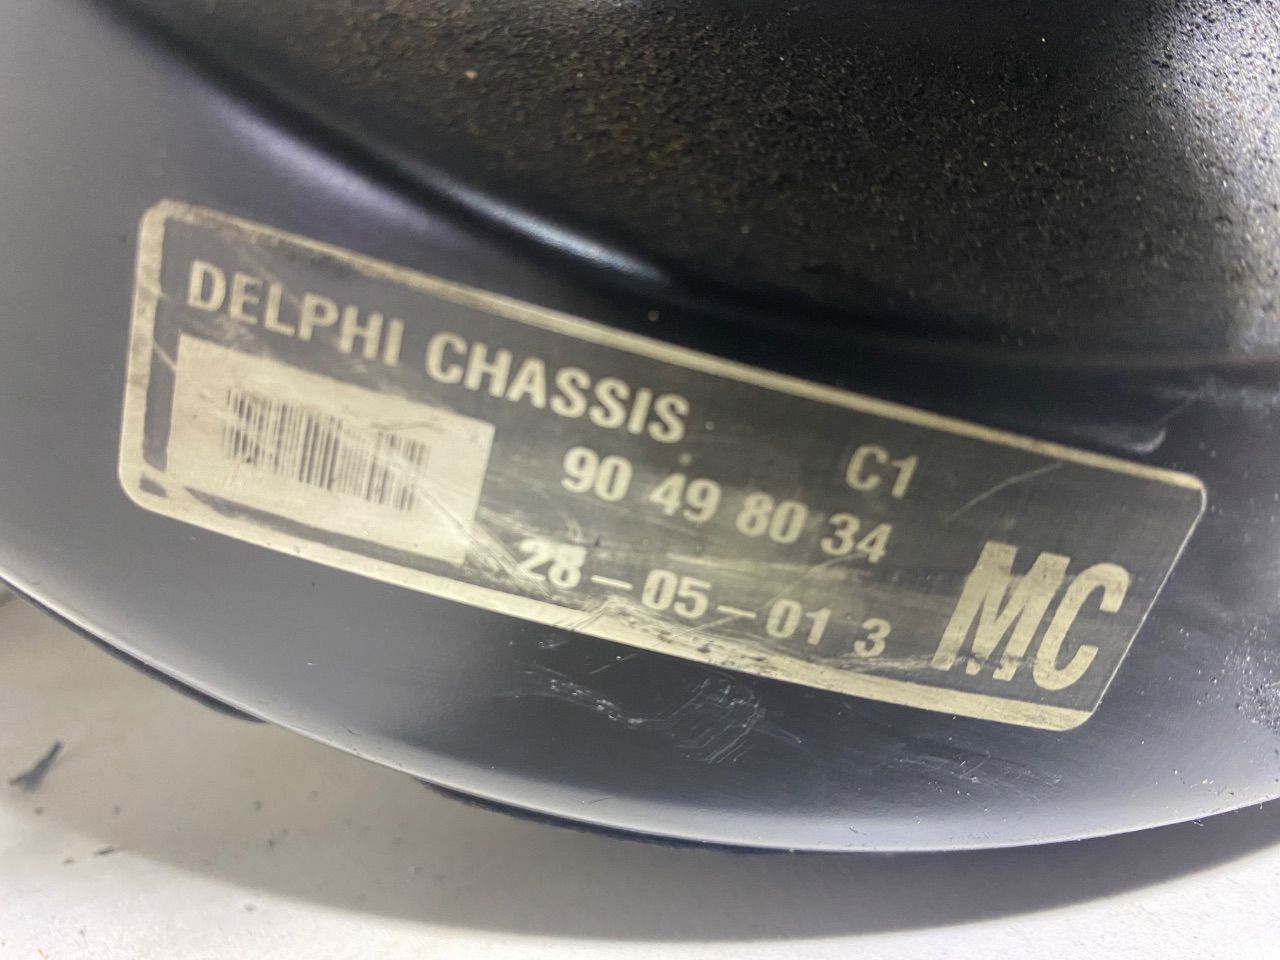 DELPHI CHASSIS
C1
90 49 80 34
28-05-01 3
MC